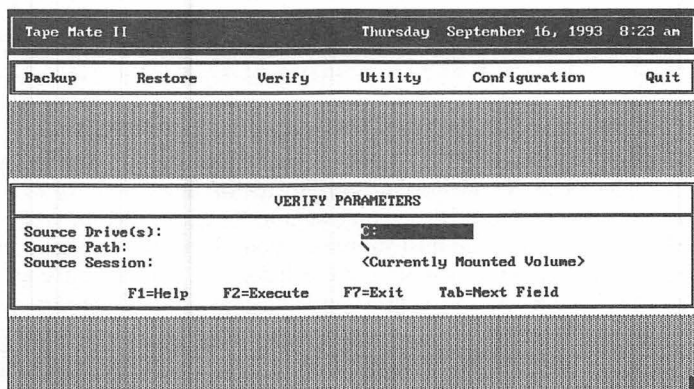 Tape Mate II Thursday September 16, 1993 8:23 am
Backup Restore Verify Utility Configuration Quit
VERIFY PARAMETERS
Source Drive(s): C:
Source Path: \
Source Session: <Currently Mounted Volume>
F1=Help F2=Execute F7=Exit Tab=Next Field